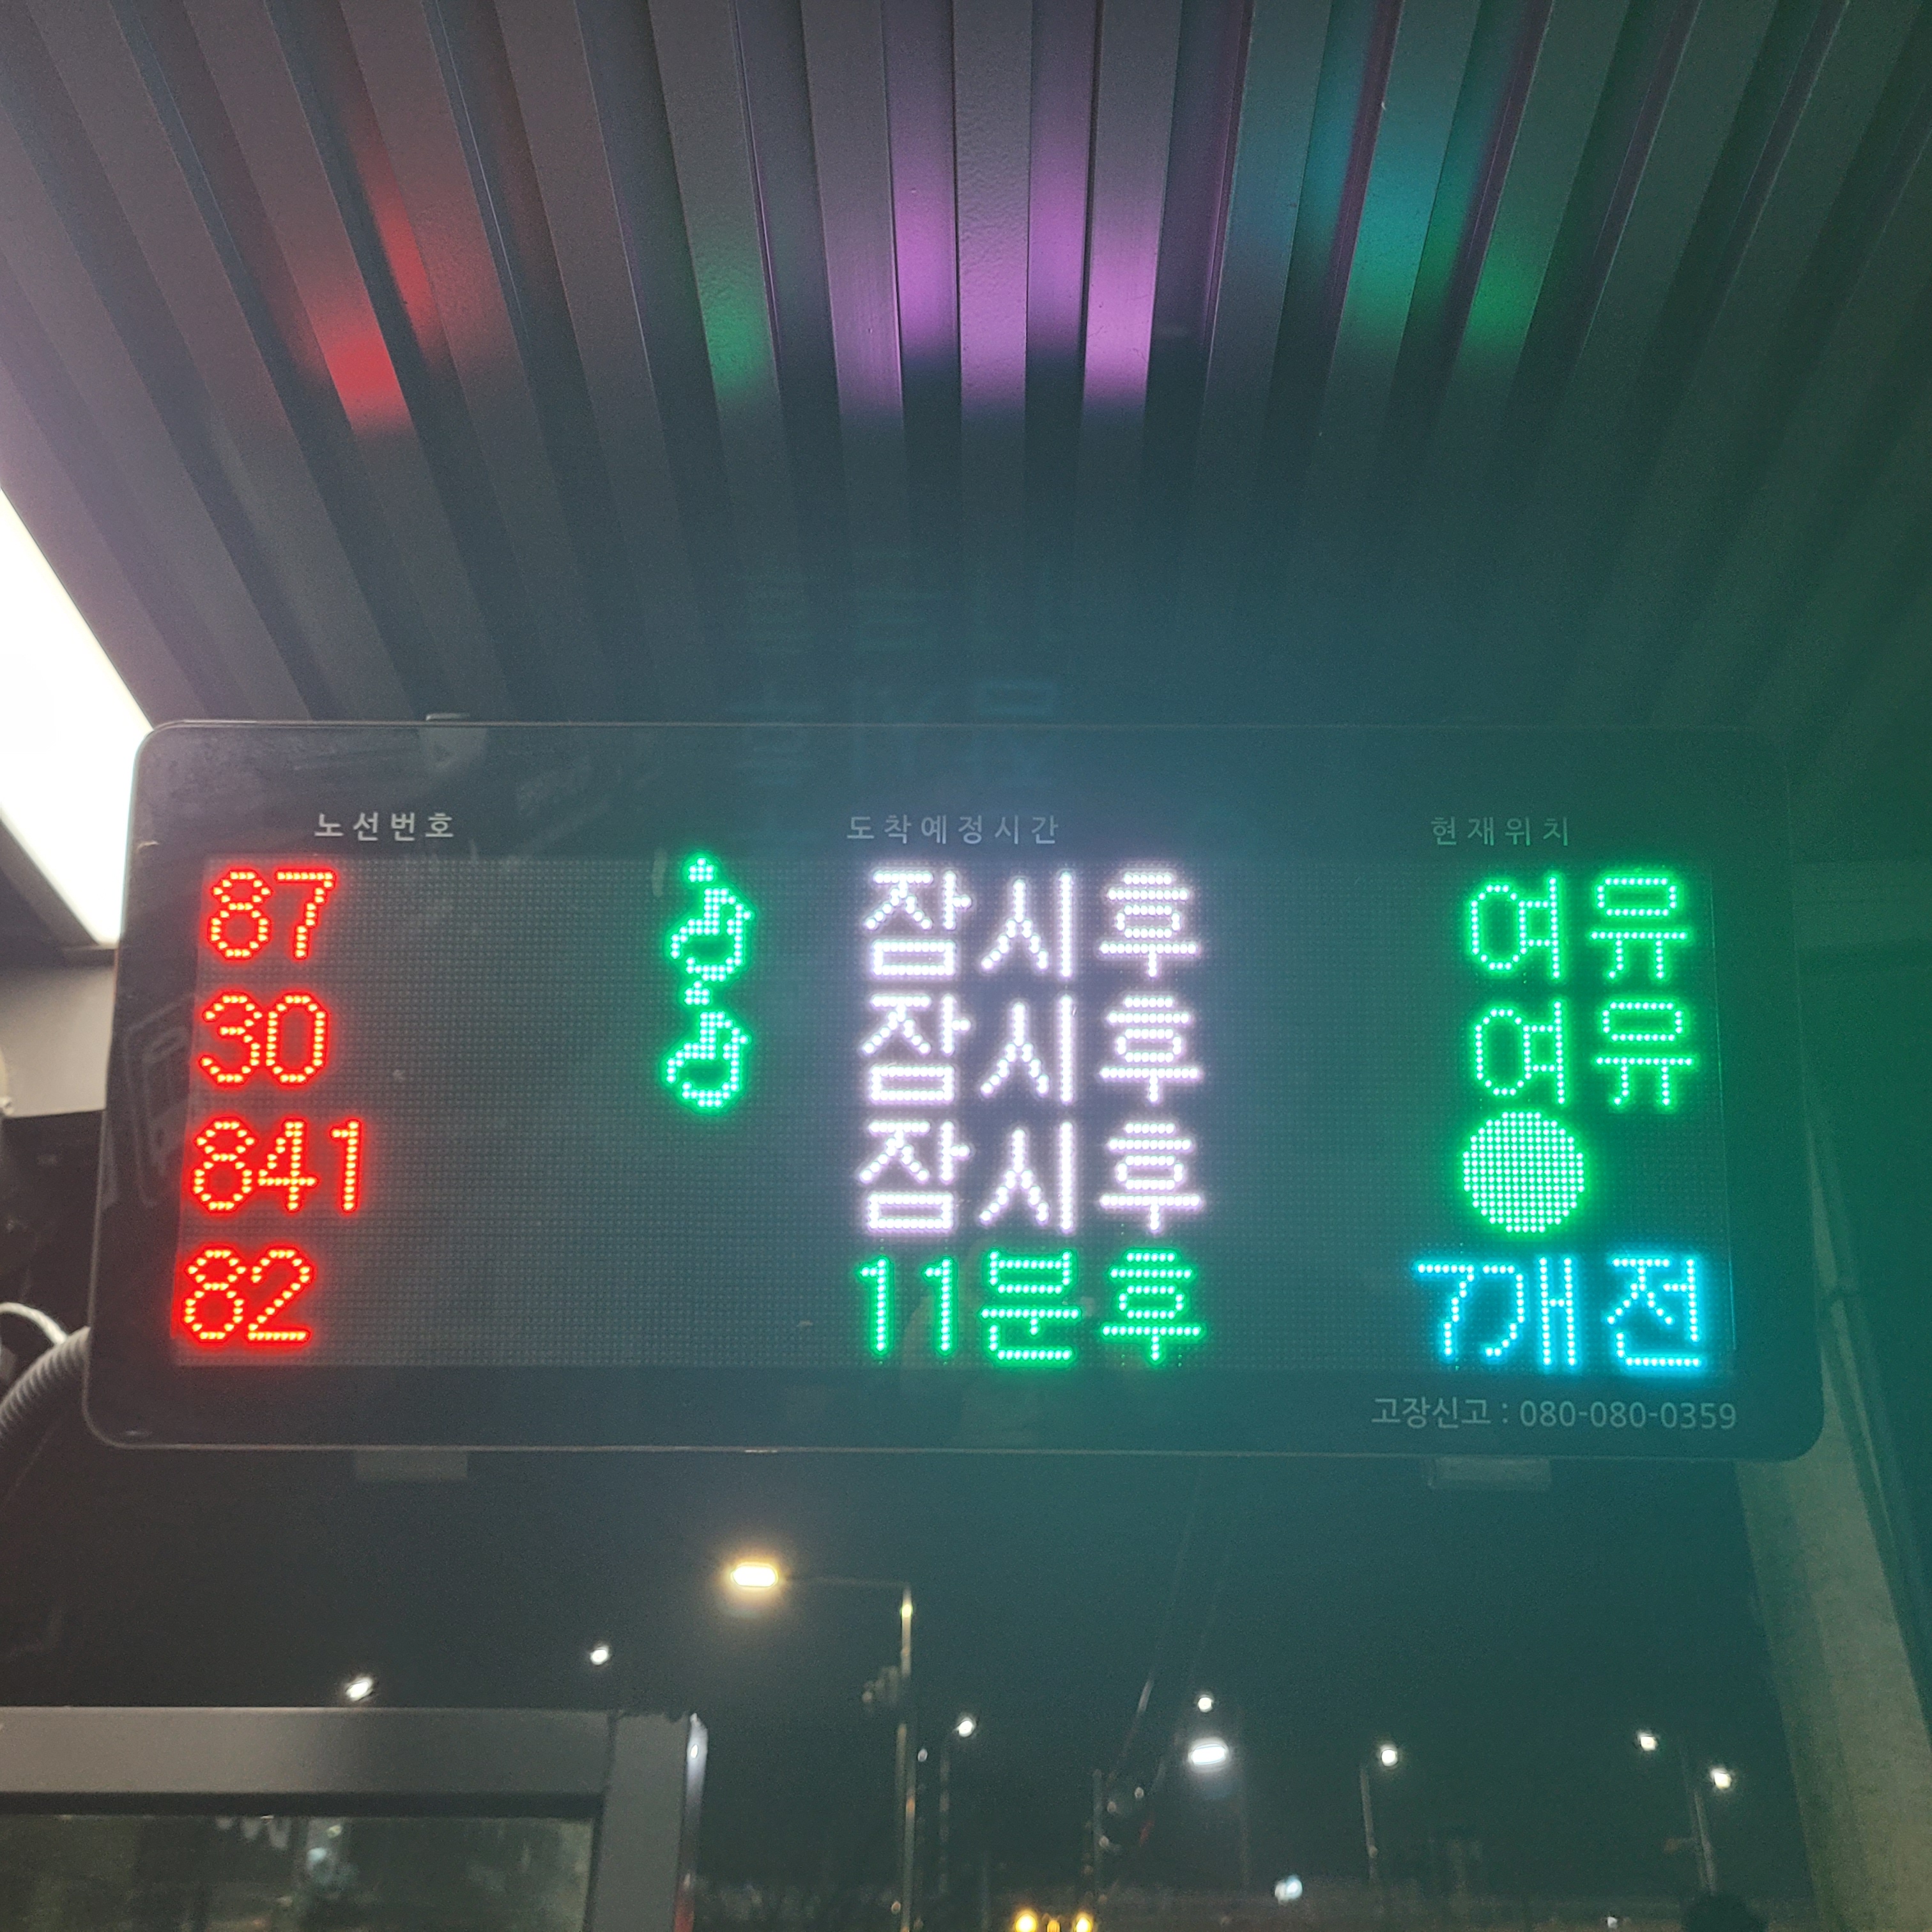 노선번호 도착예정시간 현재위치
87 잠시후 여유
30 잠시후 여유
841 잠시후
82 11분후 7개전
고장신고 : 080-080-0359